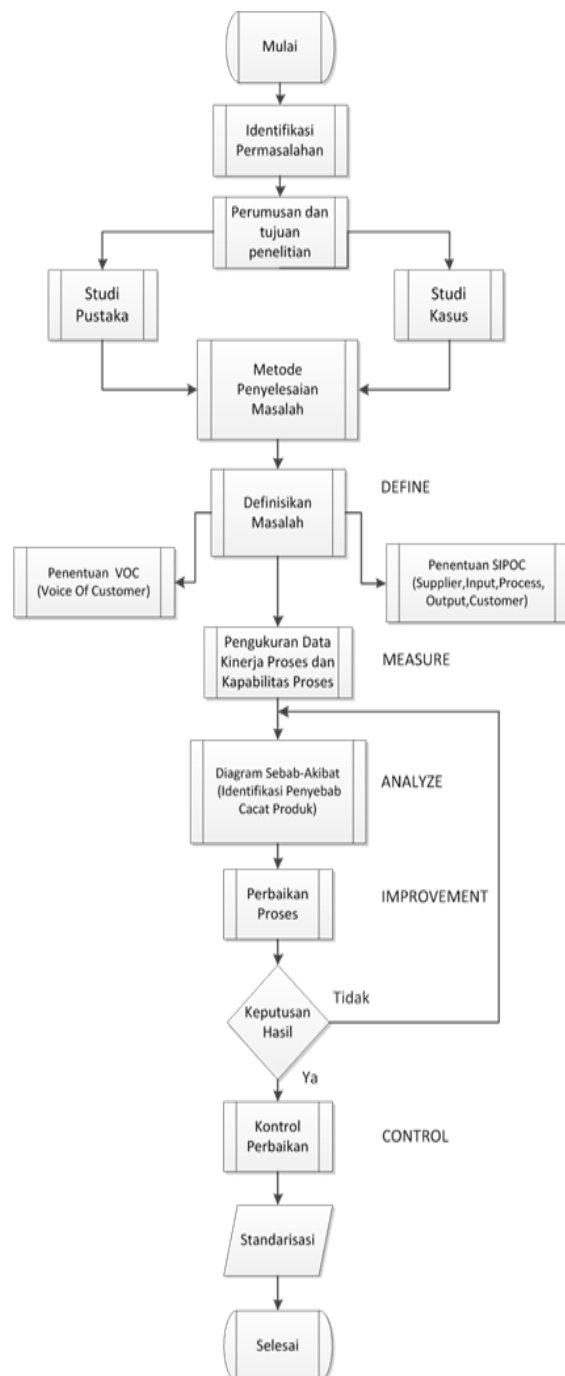 Mulai
Identifikasi
Permasalahan
Perumusan dan
tujuan
penelitian
Studi
Pustaka
Studi
Kasus
Metode
Penyelesaian
Masalah
DEFINE
Definisikan
Masalah
Penentuan VOC
(Voice Of Customer)
Penentuan SIPOC
(Supplier,Input,Process,
Output,Customer)
Pengukuran Data
Kinerja Proses dan
Kapabilitas Proses
MEASURE
Diagram Sebab-Akibat
(Identifikasi Penyebab
Cacat Produk)
ANALYZE
Perbaikan
Proses
IMPROVEMENT
Keputusan
Hasil
Tidak
Ya
Kontrol
Perbaikan
CONTROL
Standarisasi
Selesai